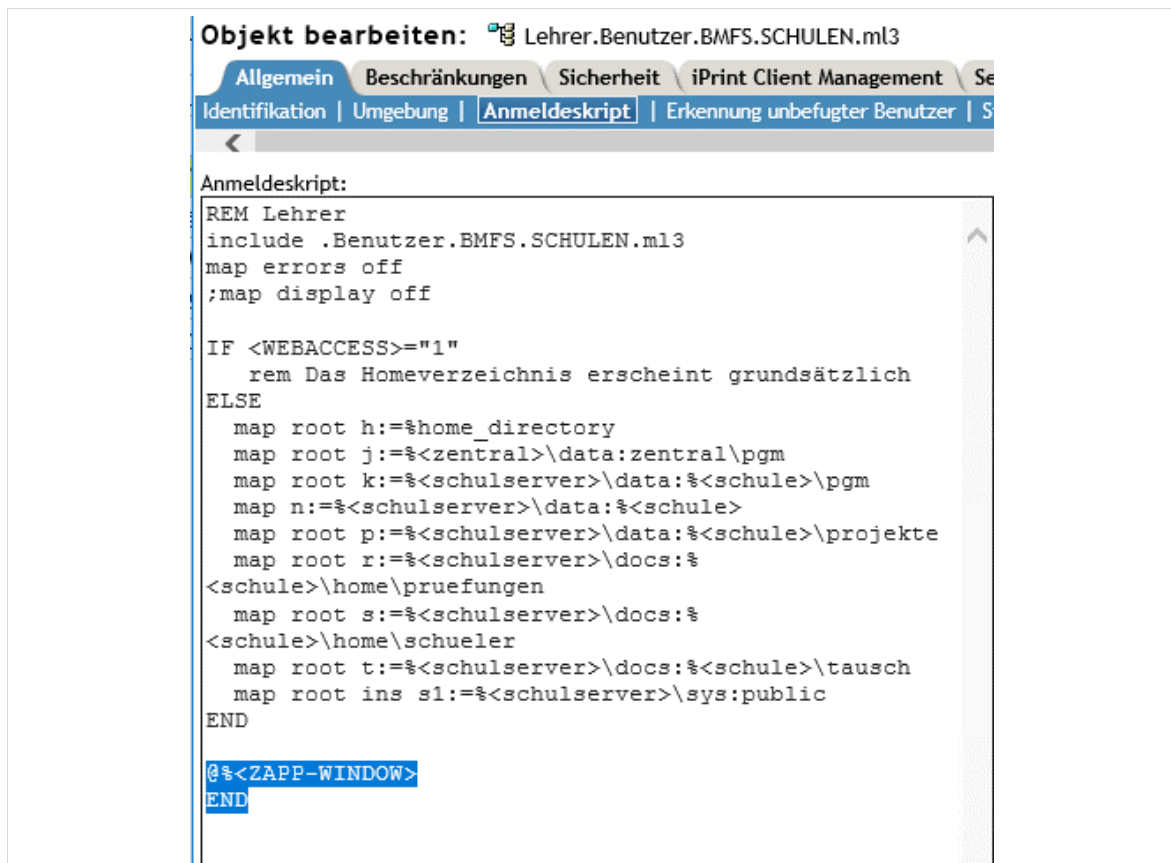 Objekt bearbeiten: Lehrer.Benutzer.BMFS.SCHULEN.ml3
Allgemein Beschränkungen Sicherheit iPrint Client Management Se
Identifikation | Umgebung | Anmeldeskript | Erkennung unbefugter Benutzer | S
Anmeldeskript:
REM Lehrer
include .Benutzer.BMFS.SCHULEN.ml3
map errors off
;map display off
IF <WEBACCESS>="1"
rem Das Homeverzeichnis erscheint grundsätzlich
ELSE
map root h:=%home_directory
map root j:=%<zentral>\data:zentral\pgm
map root k:=%<schulserver>\data:%<schule>\pgm
map n:=%<schulserver>\data:%<schule>
map root p:=%<schulserver>\data:%<schule>\projekte
map root r:=%<schulserver>\docs:%
<schule>\home\pruefungen
map root s:=%<schulserver>\docs:%
<schule>\home\schueler
map root t:=%<schulserver>\docs:%<schule>\tausch
map root ins s1:=%<schulserver>\sys:public
END
@%<ZAPP-WINDOW>
END